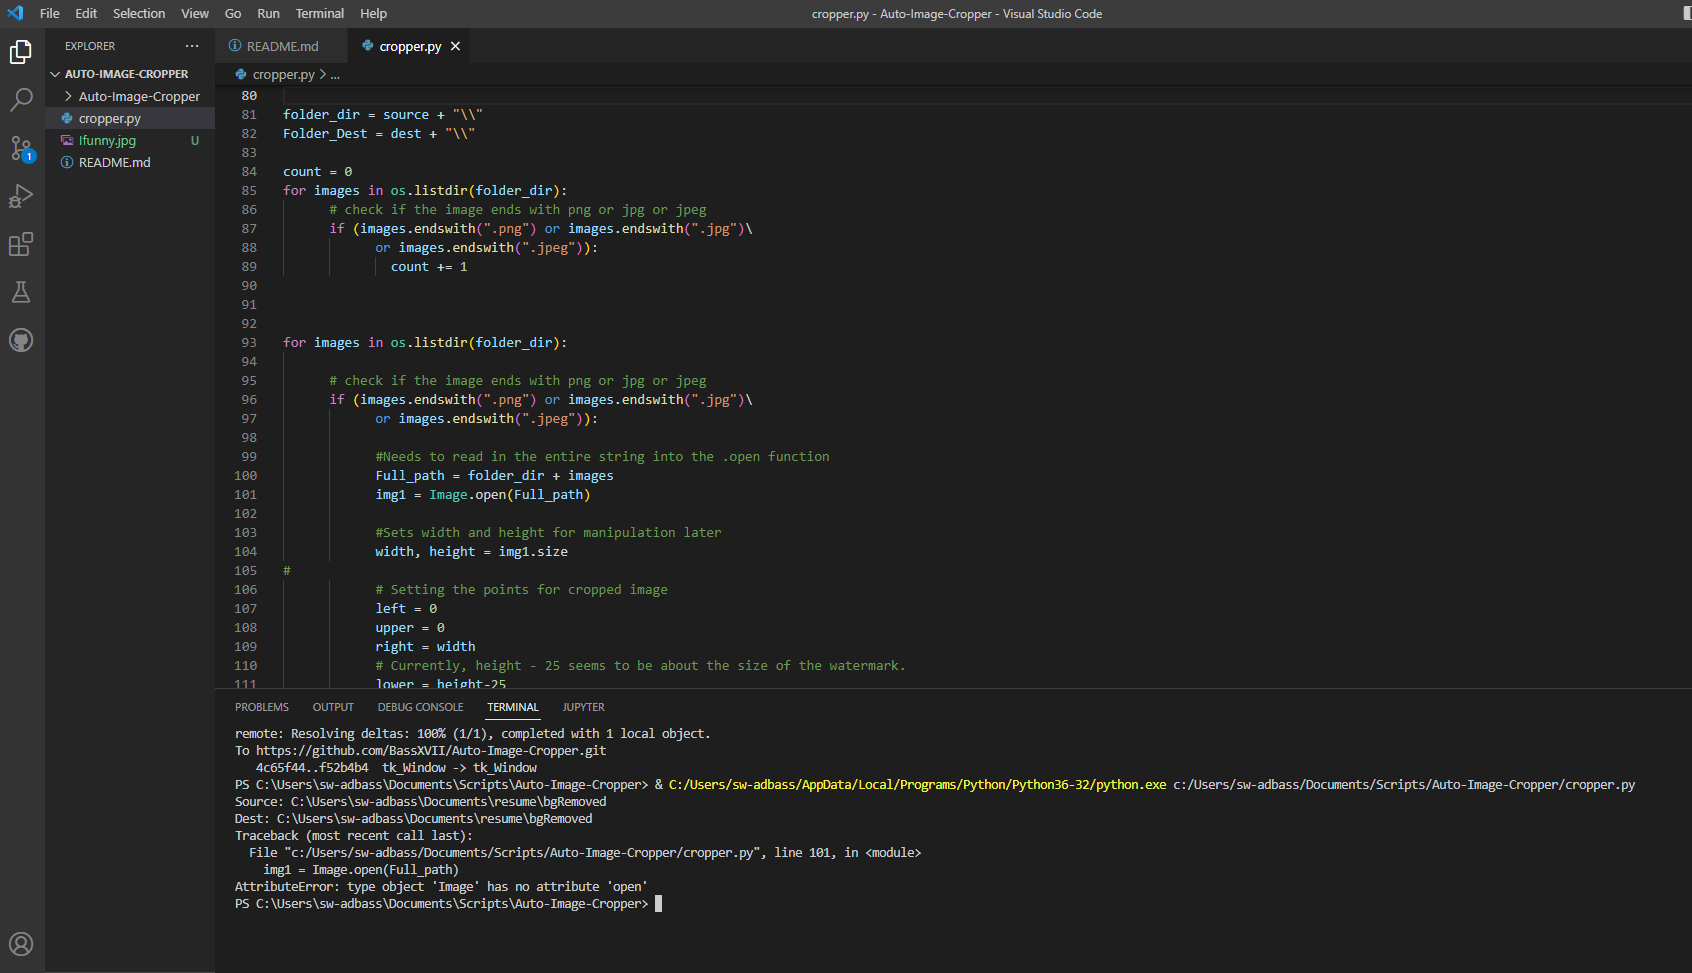 File Edit Selection View Go Run Terminal Help
cropper.py - Auto-Image-Cropper - Visual Studio Code
EXPLORER ...
AUTO-IMAGE-CROPPER
Auto-Image-Cropper
cropper.py
Ifunny.jpg U
README.md
1
README.md cropper.py
cropper.py > ...
80
81 folder_dir = source + "\\"
82 Folder_Dest = dest + "\\"
83
84 count = 0
85 for images in os.listdir(folder_dir):
86 # check if the image ends with png or jpg or jpeg
87 if (images.endswith(".png") or images.endswith(".jpg")\
88 or images.endswith(".jpeg")):
89 count += 1
90
91
92
93 for images in os.listdir(folder_dir):
94
95 # check if the image ends with png or jpg or jpeg
96 if (images.endswith(".png") or images.endswith(".jpg")\
97 or images.endswith(".jpeg")):
98
99 #Needs to read in the entire string into the .open function
100 Full_path = folder_dir + images
101 img1 = Image.open(Full_path)
102
103 #Sets width and height for manipulation later
104 width, height = img1.size
105 #
106 # Setting the points for cropped image
107 left = 0
108 upper = 0
109 right = width
110 # Currently, height - 25 seems to be about the size of the watermark.
111 lower = height-25
PROBLEMS OUTPUT DEBUG CONSOLE TERMINAL JUPYTER
remote: Resolving deltas: 100% (1/1), completed with 1 local object.
To https://github.com/BassXVII/Auto-Image-Cropper.git
4c65f44..f52b4b4 tk_Window -> tk_Window
PS C:\Users\sw-adbass\Documents\Scripts\Auto-Image-Cropper> & C:/Users/sw-adbass/AppData/Local/Programs/Python/Python36-32/python.exe c:/Users/sw-adbass/Documents/Scripts/Auto-Image-Cropper/cropper.py
Source: C:\Users\sw-adbass\Documents\resume\bgRemoved
Dest: C:\Users\sw-adbass\Documents\resume\bgRemoved
Traceback (most recent call last):
File "c:/Users/sw-adbass/Documents/Scripts/Auto-Image-Cropper/cropper.py", line 101, in <module>
img1 = Image.open(Full_path)
AttributeError: type object 'Image' has no attribute 'open'
PS C:\Users\sw-adbass\Documents\Scripts\Auto-Image-Cropper>